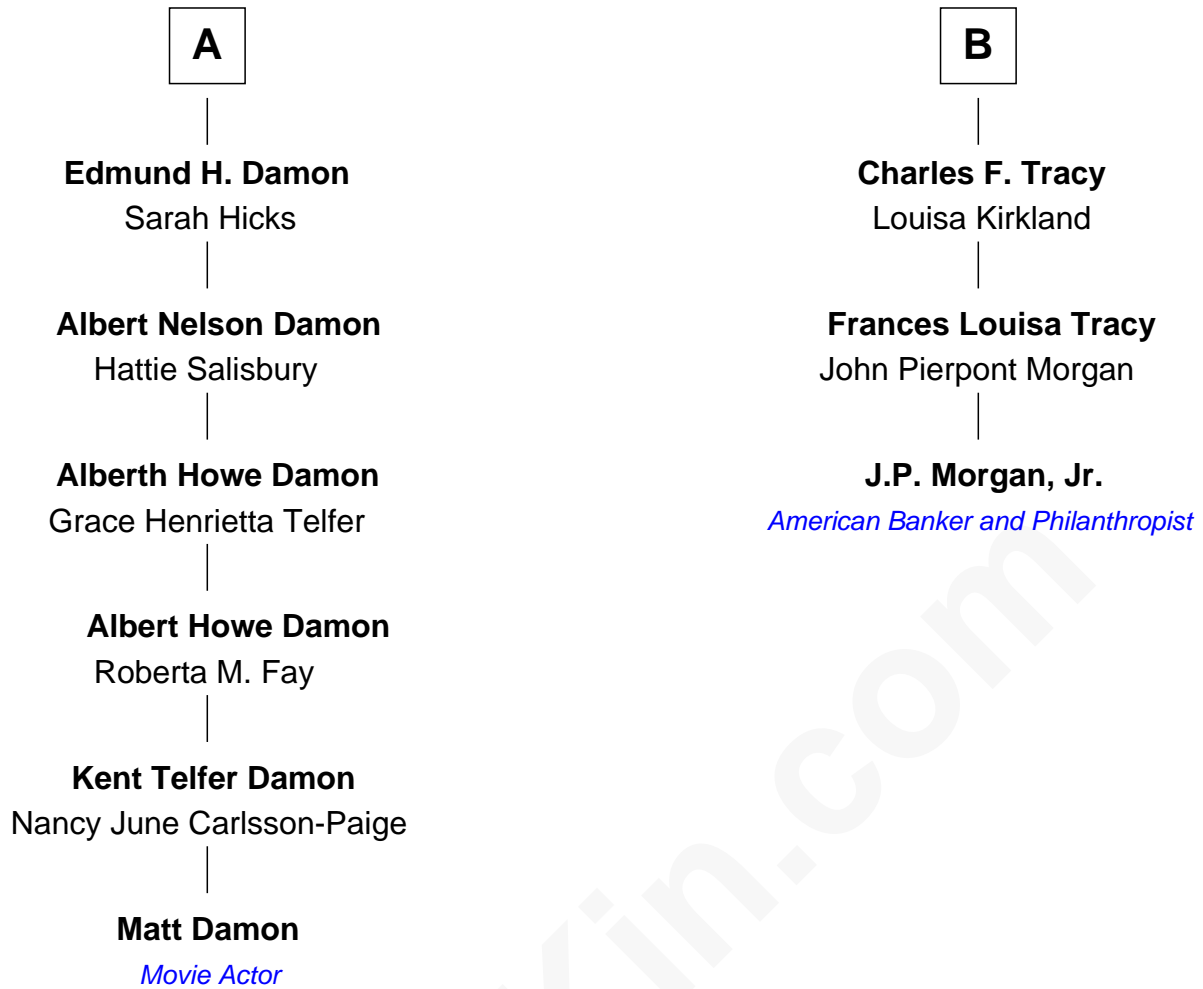 A
Edmund H. Damon
Sarah Hicks
Albert Nelson Damon
Hattie Salisbury
Alberth Howe Damon
Grace Henrietta Telfer
Albert Howe Damon
Roberta M. Fay
Kent Telfer Damon
Nancy June Carlsson-Paige
Matt Damon
Movie Actor
B
Charles F. Tracy
Louisa Kirkland
Frances Louisa Tracy
John Pierpont Morgan
J.P. Morgan, Jr.
American Banker and Philanthropist
Kin.com